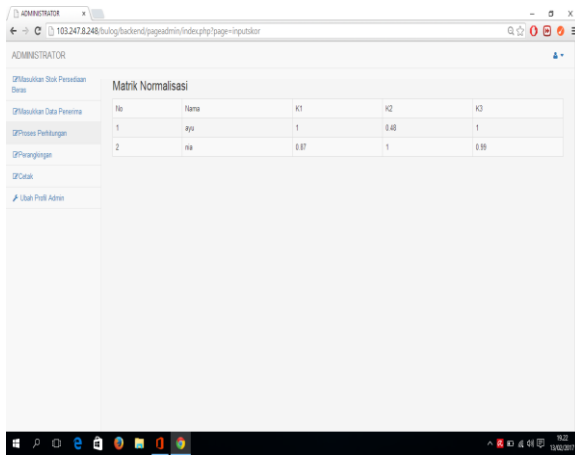 ADMINISTRATOR x
103.247.8.248/bulog/backend/pageadmin/index.php?page=inputskor
ADMINISTRATOR
Masukkan Stok Persediaan
Beras
Masukkan Data Penerima
Proses Perhitungan
Perangkingan
Cetak
Ubah Profil Admin
Matrik Normalisasi
No Nama K1 K2 K3
1 ayu 1 0.48 1
2 nia 0.87 1 0.99
19.22
13/02/2017